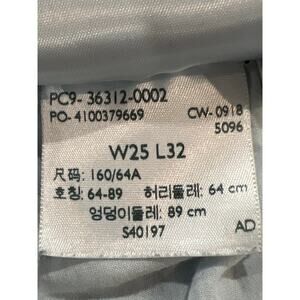 PC9- 36312-0002
PO- 4100379669 CW- 0918
5096
W25 L32
尺码: 160/64A
호칭: 64-89 허리둘레: 64 cm
엉덩이둘레: 89 cm
S40197 AD